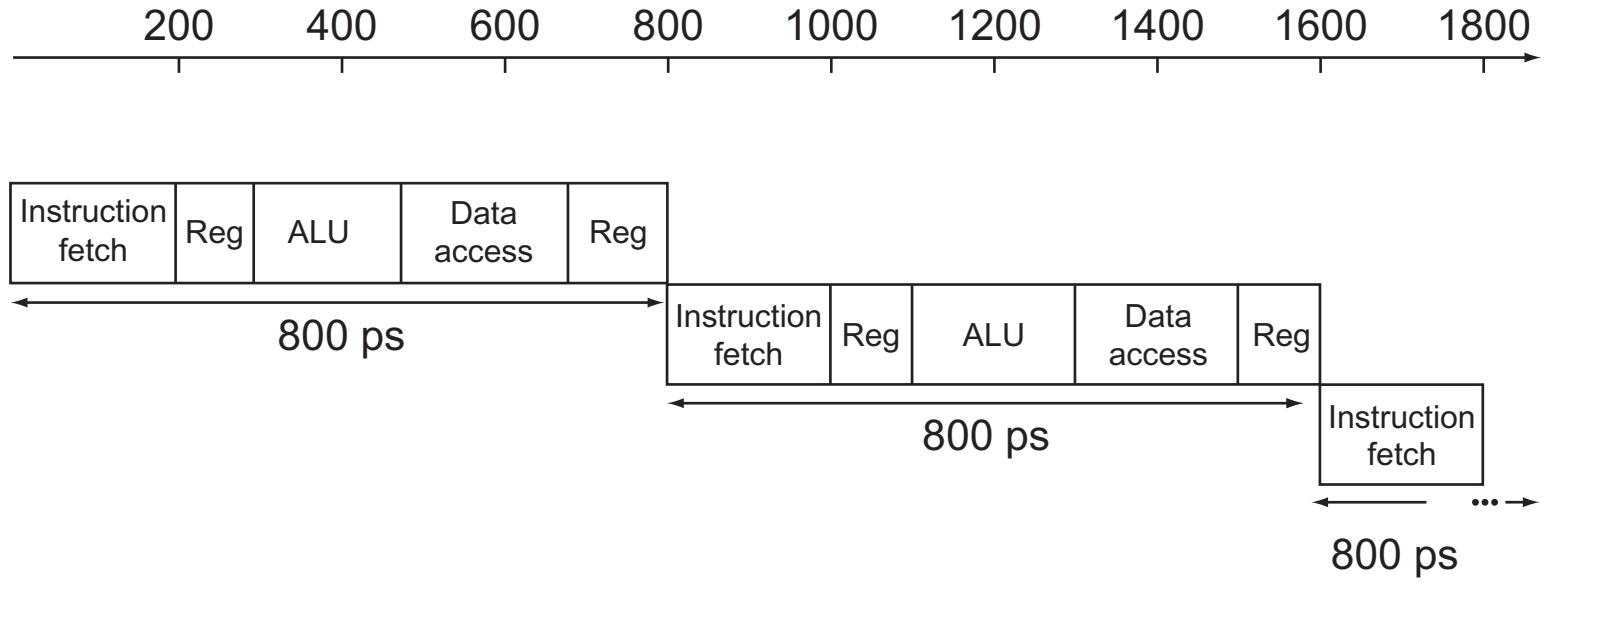 200 400 600 800 1000 1200 1400 1600 1800
Instruction
fetch
Reg
ALU
Data
access
Reg
800 ps
Instruction
fetch
Reg
ALU
Data
access
Reg
800 ps
Instruction
fetch
...
800 ps